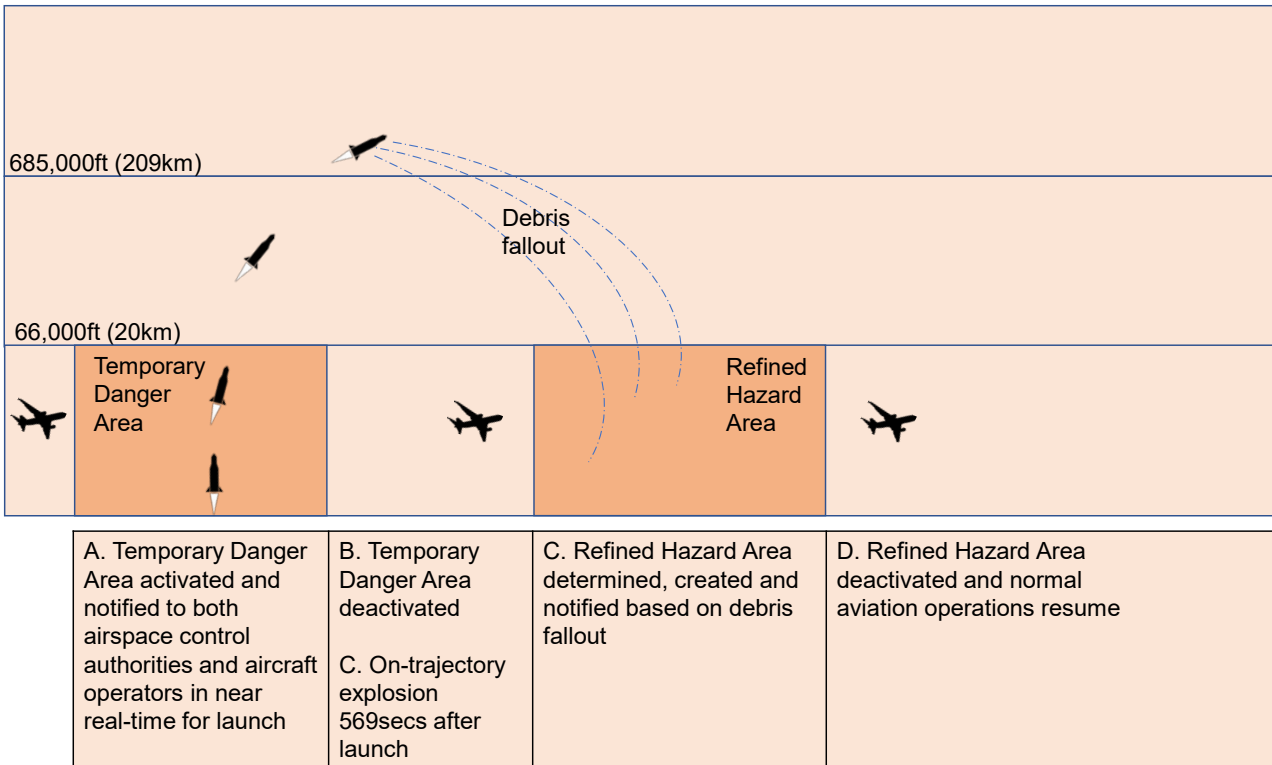 685,000ft (209km)
Debris
fallout
66,000ft (20km)
Temporary
Danger
Area
Refined
Hazard
Area
A. Temporary Danger
Area activated and
notified to both
airspace control
authorities and aircraft
operators in near
real-time for launch
B. Temporary
Danger Area
deactivated
C. On-trajectory
explosion
569secs after
launch
C. Refined Hazard Area
determined, created and
notified based on debris
fallout
D. Refined Hazard Area
deactivated and normal
aviation operations resume